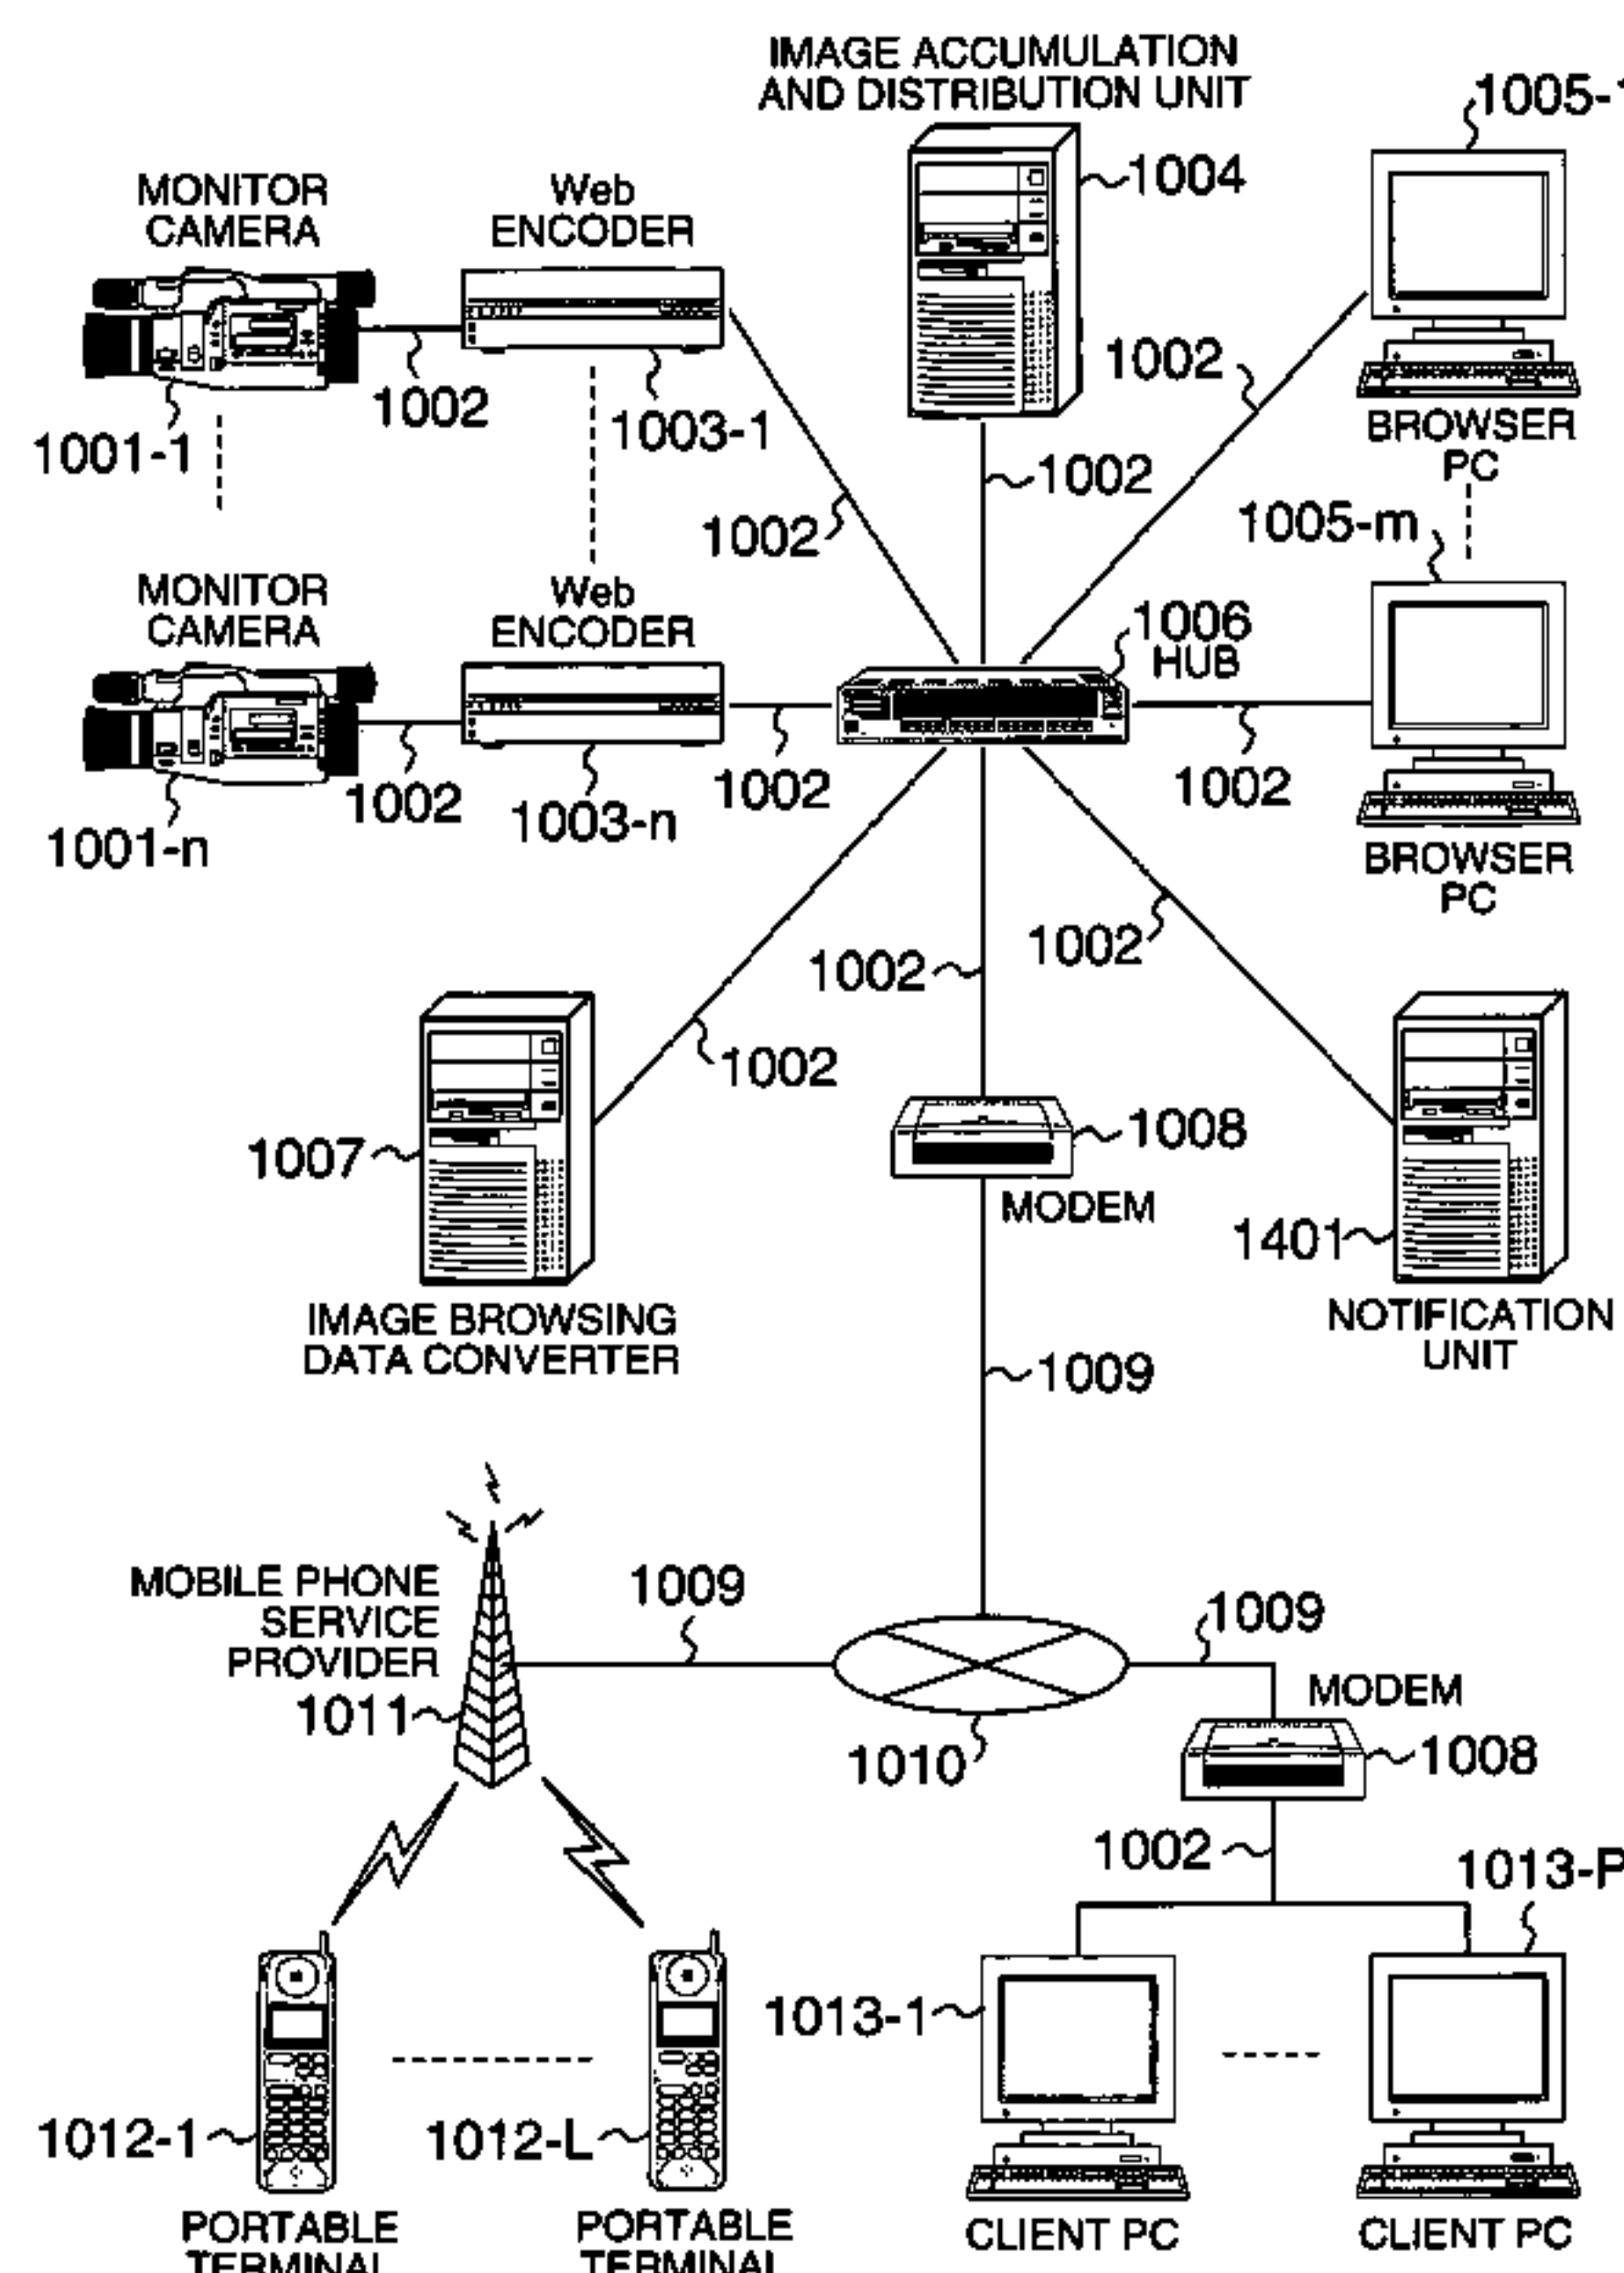 IMAGE ACCUMULATION
AND DISTRIBUTION UNIT
1005-1
1004
MONITOR
CAMERA
Web
ENCODER
1002
1002
1003-1
1001-1
BROWSER
PC
1002
1002
1005-m
MONITOR
CAMERA
Web
ENCODER
1006
HUB
1002
1002
1002
1003-n
1001-n
BROWSER
PC
1002
1002
1002
1007
1008
MODEM
1401
IMAGE BROWSING
DATA CONVERTER
NOTIFICATION
UNIT
1009
MOBILE PHONE
SERVICE
PROVIDER
1011
1009
1009
MODEM
1010
1008
1002
1013-P
1013-1
1012-1
1012-L
PORTABLE
TERMINAL
PORTABLE
TERMINAL
CLIENT PC
CLIENT PC